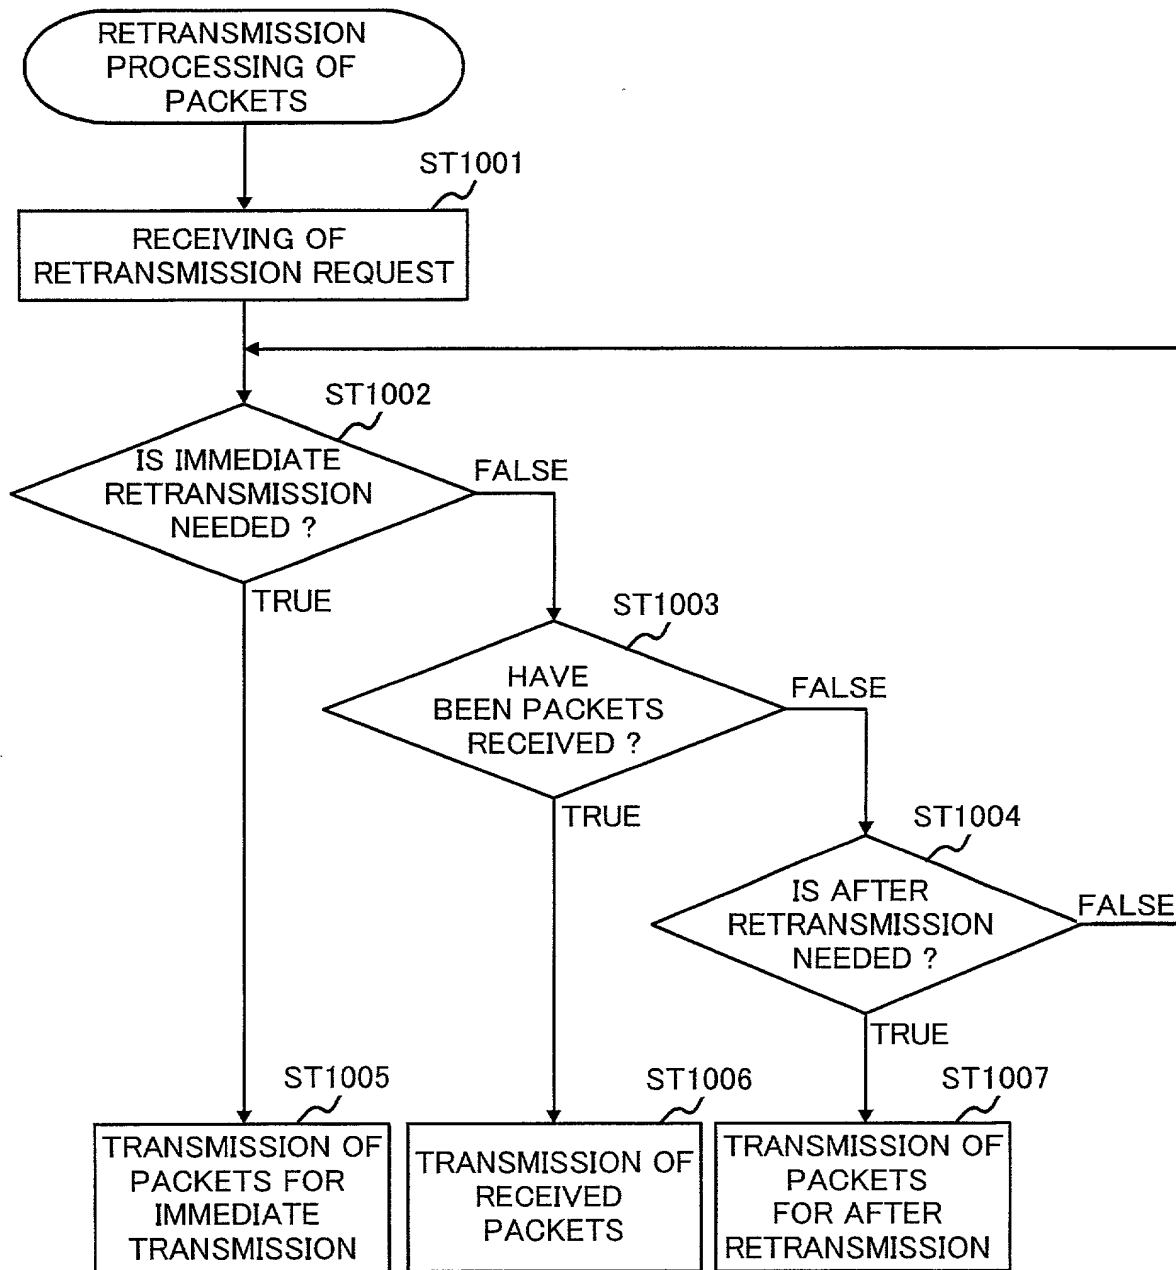 RETRANSMISSION
PROCESSING OF
PACKETS
ST1001
RECEIVING OF
RETRANSMISSION REQUEST
ST1002
IS IMMEDIATE
RETRANSMISSION
NEEDED ?
FALSE
TRUE
ST1003
HAVE
BEEN PACKETS
RECEIVED ?
FALSE
TRUE
ST1004
IS AFTER
RETRANSMISSION
NEEDED ?
FALSE
TRUE
ST1005
TRANSMISSION OF
PACKETS FOR
IMMEDIATE
TRANSMISSION
ST1006
TRANSMISSION OF
RECEIVED
PACKETS
ST1007
TRANSMISSION OF
PACKETS
FOR AFTER
RETRANSMISSION